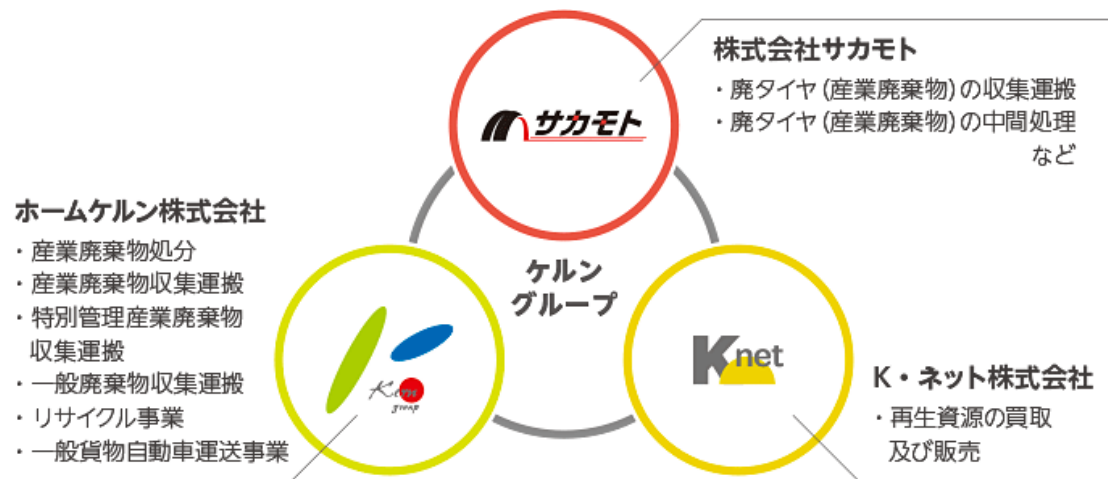 株式会社サカモト
・廃タイヤ(産業廃棄物)の収集運搬
・廃タイヤ(産業廃棄物)の中間処理
など
サカモト
ホームケルン株式会社
・産業廃棄物処分
・産業廃棄物収集運搬
・特別管理産業廃棄物
収集運搬
・一般廃棄物収集運搬
・リサイクル事業
・一般貨物自動車運送事業
ケルン
グループ
Kern
group
Knet
K・ネット株式会社
・再生資源の買取
及び販売